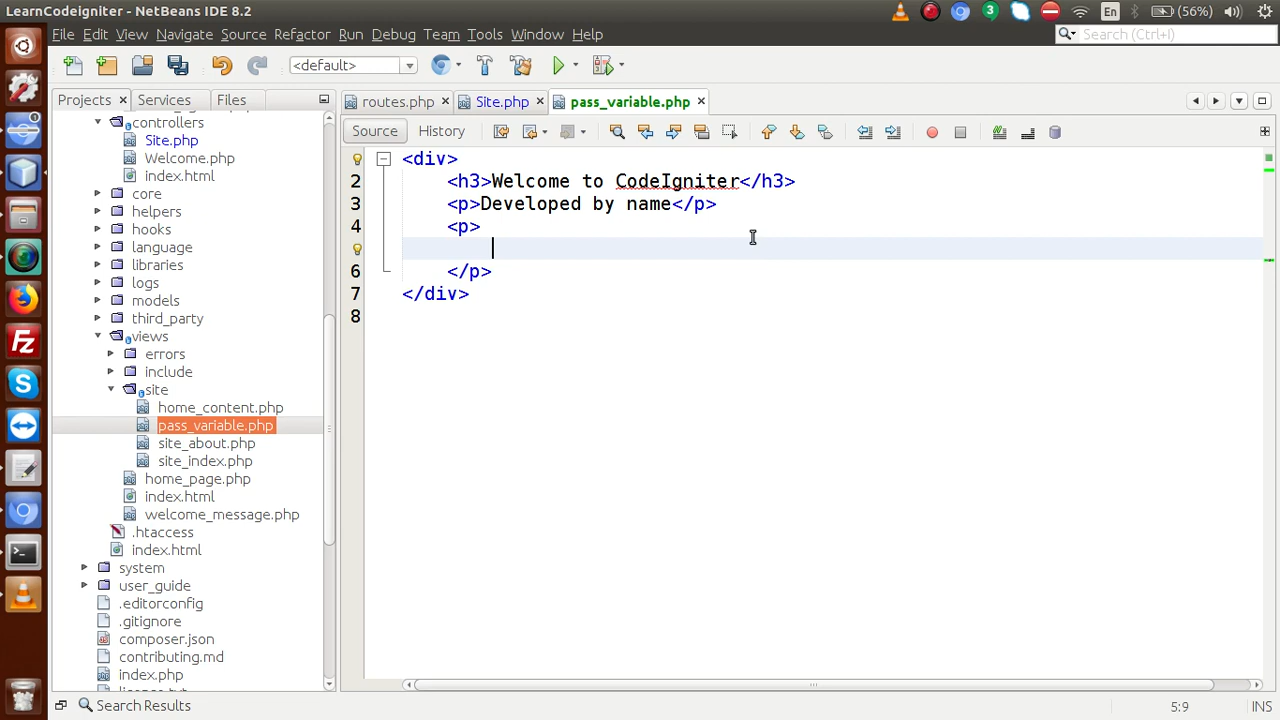 LearnCodeigniter - NetBeans IDE 8.2
3
En
(56%)
File Edit View Navigate Source Refactor Run Debug Team Tools Window Help
Search (Ctrl+I)
<default>
Projects Services Files
routes.php Site.php pass_variable.php
Source History
controllers
Site.php
Welcome.php
index.html
core
helpers
hooks
language
libraries
logs
models
third_party
views
errors
include
site
home_content.php
pass_variable.php
site_about.php
site_index.php
home_page.php
index.html
welcome_message.php
.htaccess
index.html
system
user_guide
.editorconfig
.gitignore
composer.json
contributing.md
index.php
license.txt
<div>
2 <h3>Welcome to CodeIgniter</h3>
3 <p>Developed by name</p>
4 <p>
6 </p>
7 </div>
8
Search Results
5:9 INS